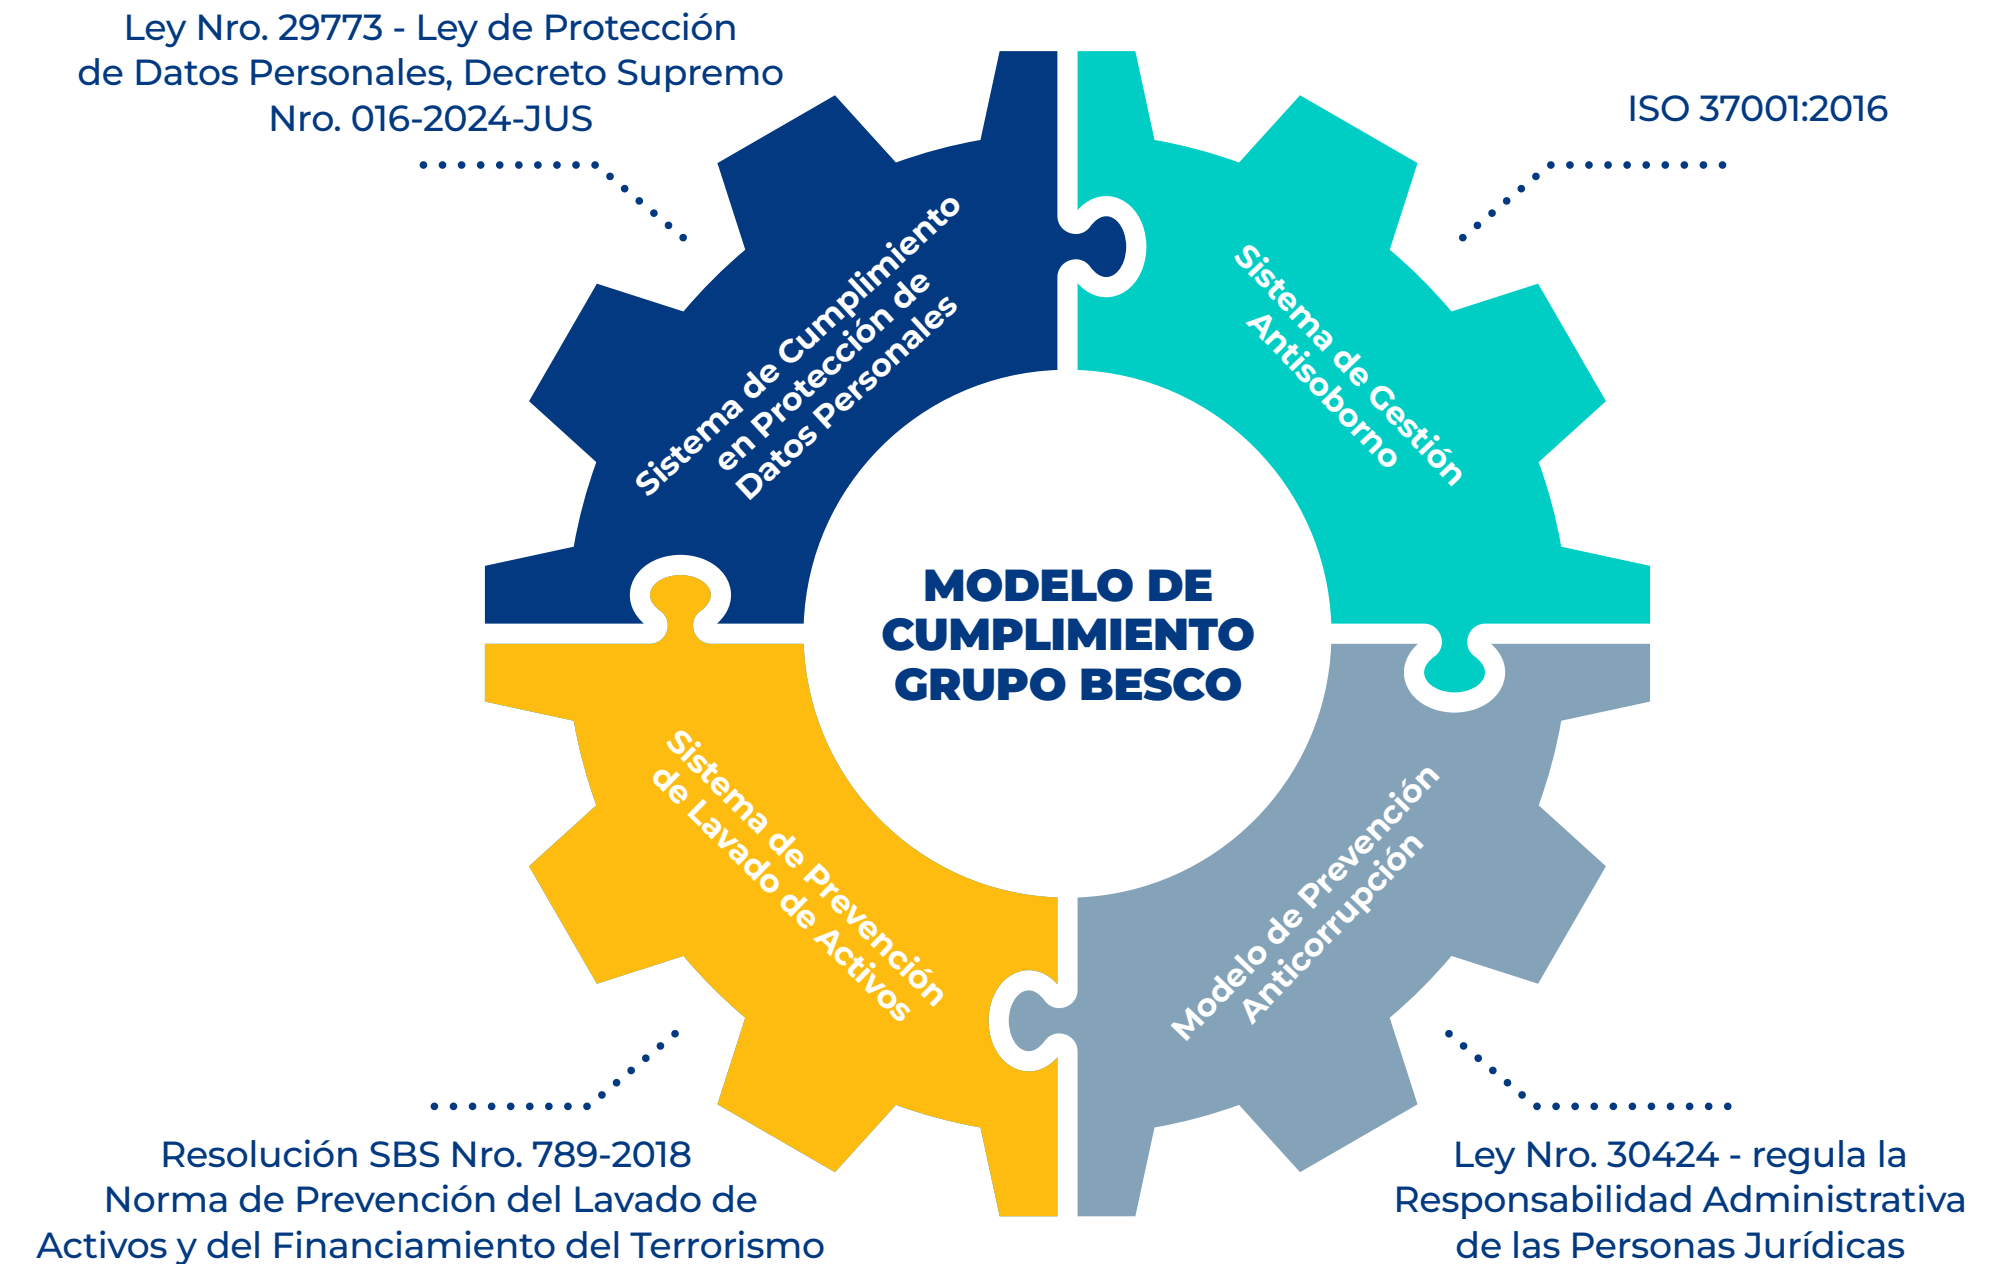 Ley Nro. 29773 - Ley de Protección
de Datos Personales, Decreto Supremo
Nro. 016-2024-JUS
ISO 37001:2016
Sistema de Cumplimiento
en Protección de
Datos Personales
Sistema de Gestión
Antisoborno
MODELO DE
CUMPLIMIENTO
GRUPO BESCO
Sistema de Prevención
de Lavado de Activos
Modelo de Prevención
Anticorrupción
Resolución SBS Nro. 789-2018
Norma de Prevención del Lavado de
Activos y del Financiamiento del Terrorismo
Ley Nro. 30424 - regula la
Responsabilidad Administrativa
de las Personas Jurídicas